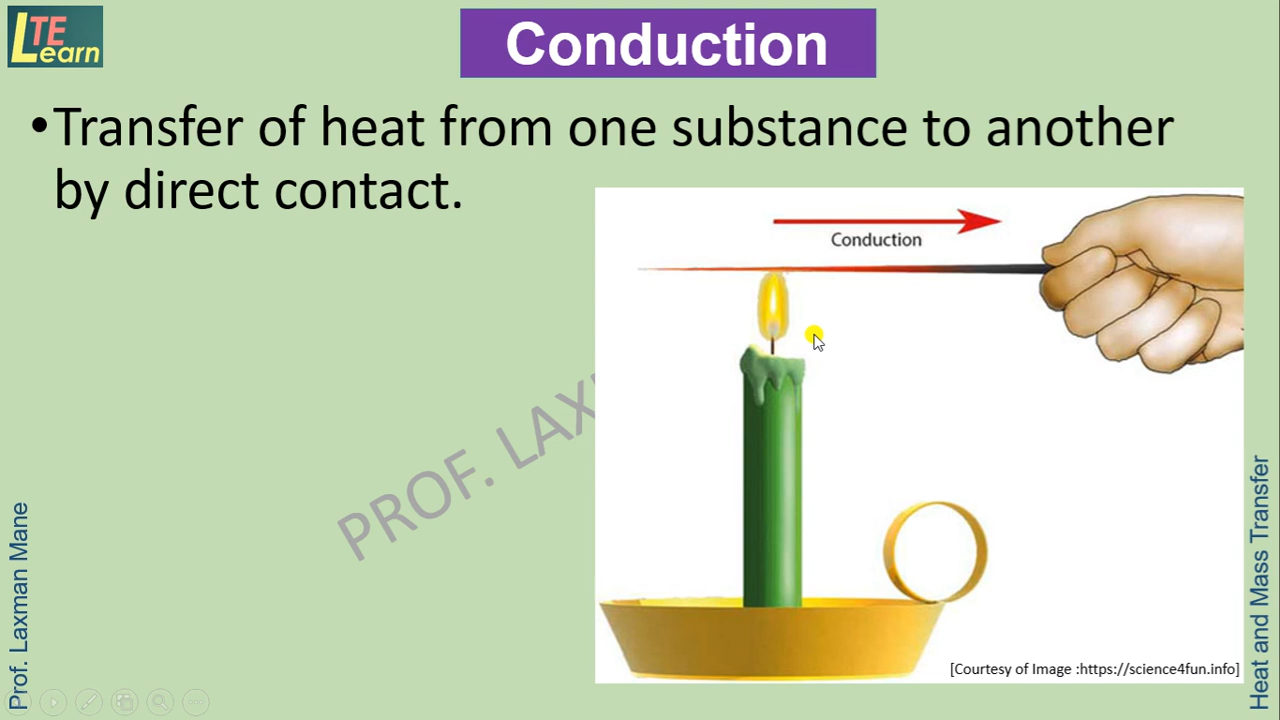 LTE
Learn
Conduction
•Transfer of heat from one substance to another
by direct contact.
Conduction
PROF. LAX
[Courtesy of Image :https://science4fun.info]
Prof. Laxman Mane
Heat and Mass Transfer